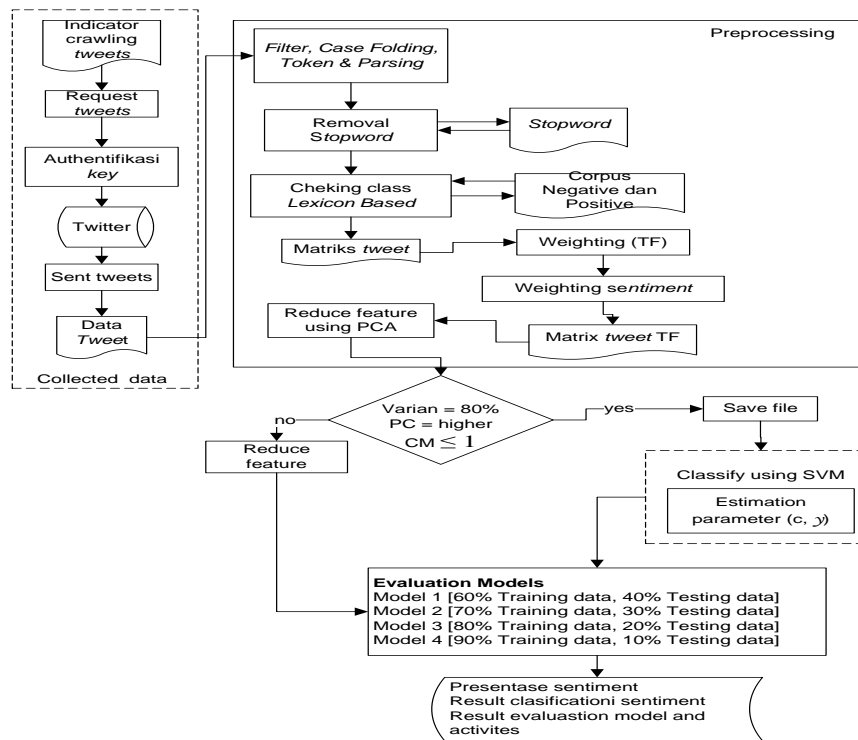 Indicator
crawling
tweets
Request
tweets
Authentifikasi
key
Twitter
Sent tweets
Data
Tweet
Collected data
Preprocessing
Filter, Case Folding,
Token & Parsing
Removal
Stopword
Stopword
Cheking class
Lexicon Based
Corpus
Negative dan
Positive
Matriks tweet
Weighting (TF)
Weighting sentiment
Reduce feature
using PCA
Matrix tweet TF
Varian = 80%
PC = higher
CM ≤ 1
no
yes
Reduce
feature
Save file
Classify using SVM
Estimation
parameter (c, y)
Evaluation Models
Model 1 [60% Training data, 40% Testing data]
Model 2 [70% Training data, 30% Testing data]
Model 3 [80% Training data, 20% Testing data]
Model 4 [90% Training data, 10% Testing data]
Presentase sentiment
Result clasificationi sentiment
Result evaluastion model and
activites